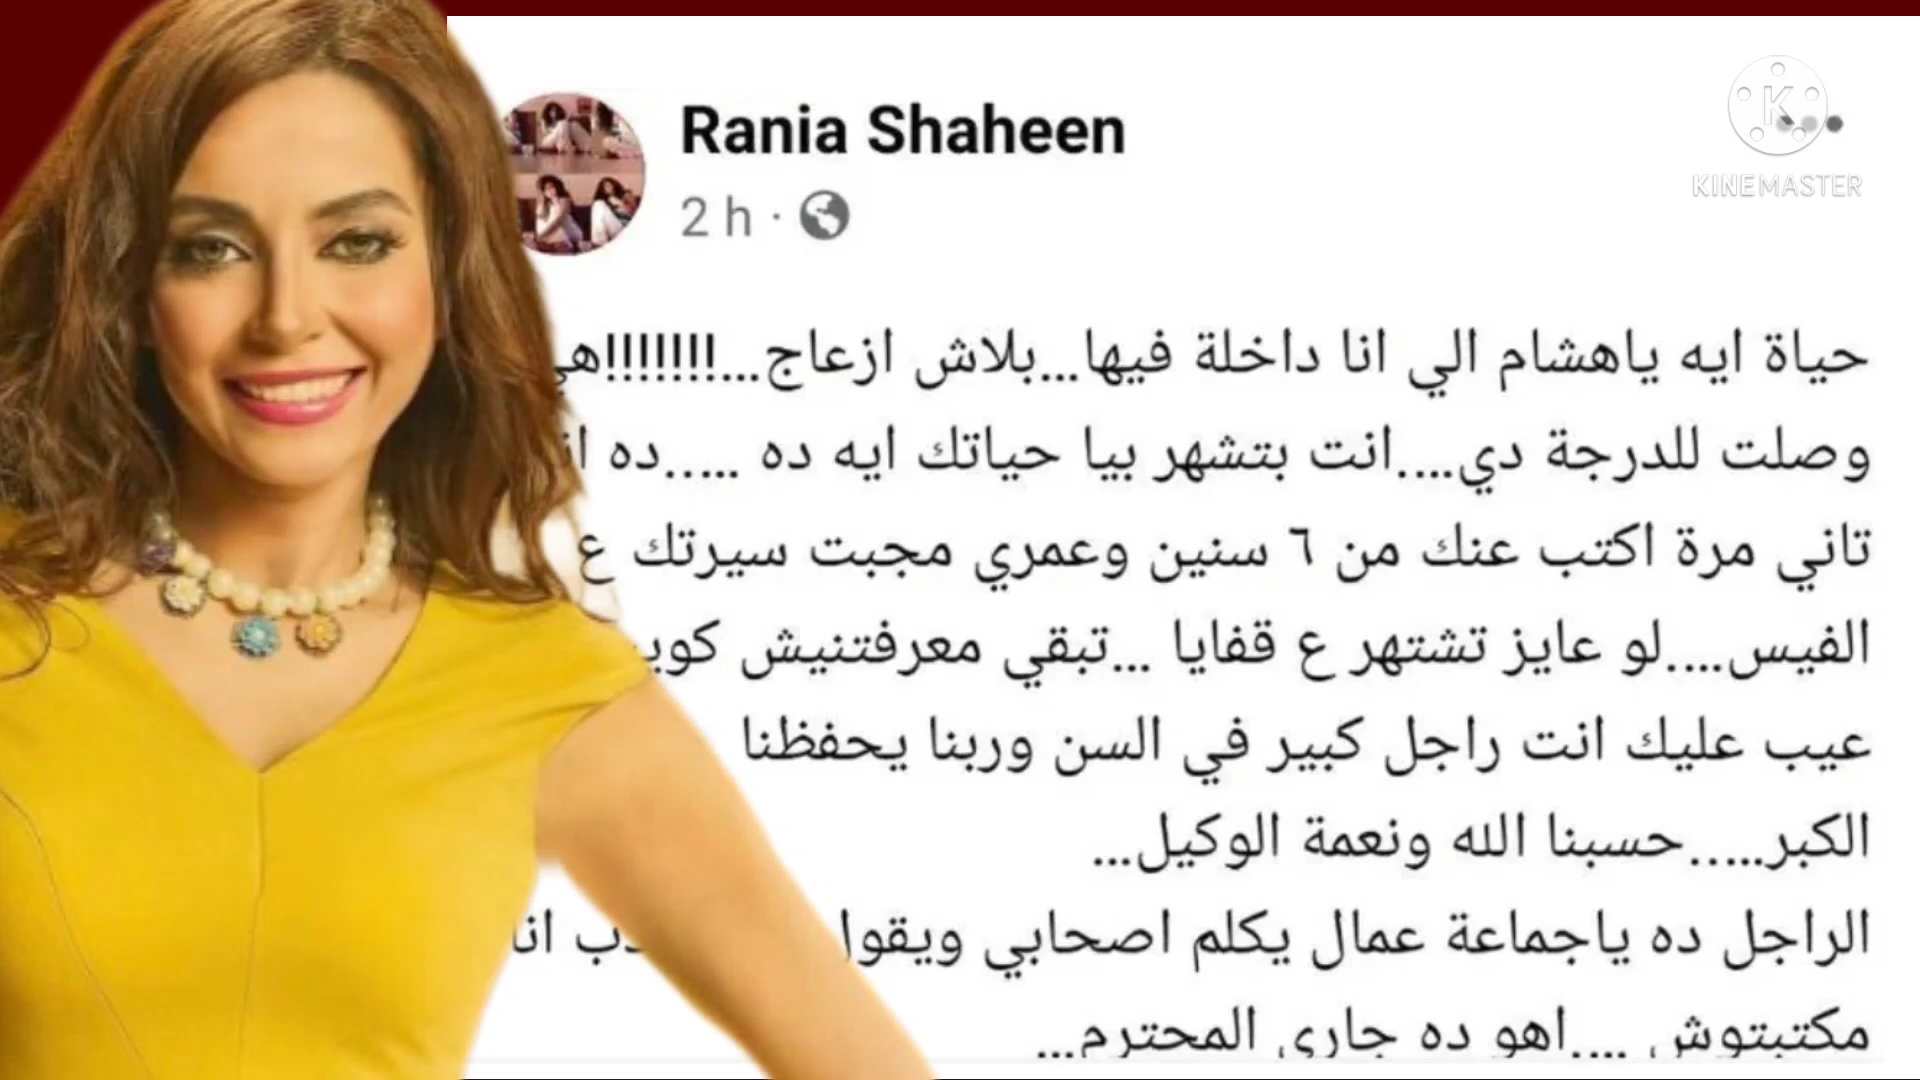 Rania Shaheen
2 h ·
KINEMASTER
حياة ايه ياهشام الي انا داخلة فيها...بلاش ازعاج...!!!!!!!هي
وصلت للدرجة دي....انت بتشهر بيا حياتك ايه ده .....ده
تاني مرة اكتب عنك من ٦ سنين وعمري مجبت سيرتك ع
الفيس....لو عايز تشتهر ع قفايا ...تبقي معرفتنيش
عيب عليك انت راجل كبير في السن وربنا يحفظنا
الكبر.....حسبنا الله ونعمة الوكيل...
الراجل ده ياجماعة عمال يكلم اصحابي ويقول انا
مكتبتوش ....اهو ده جاري المحترم...